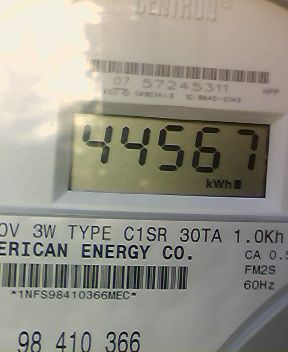 CENTRON
07 57245311
44567
kWh
0V 3W TYPE C1SR 30TA 1.0Kh
ERICAN ENERGY CO.
CA 0.5
FM2S
60Hz
*1NFS98410366MEC*
98 410 366